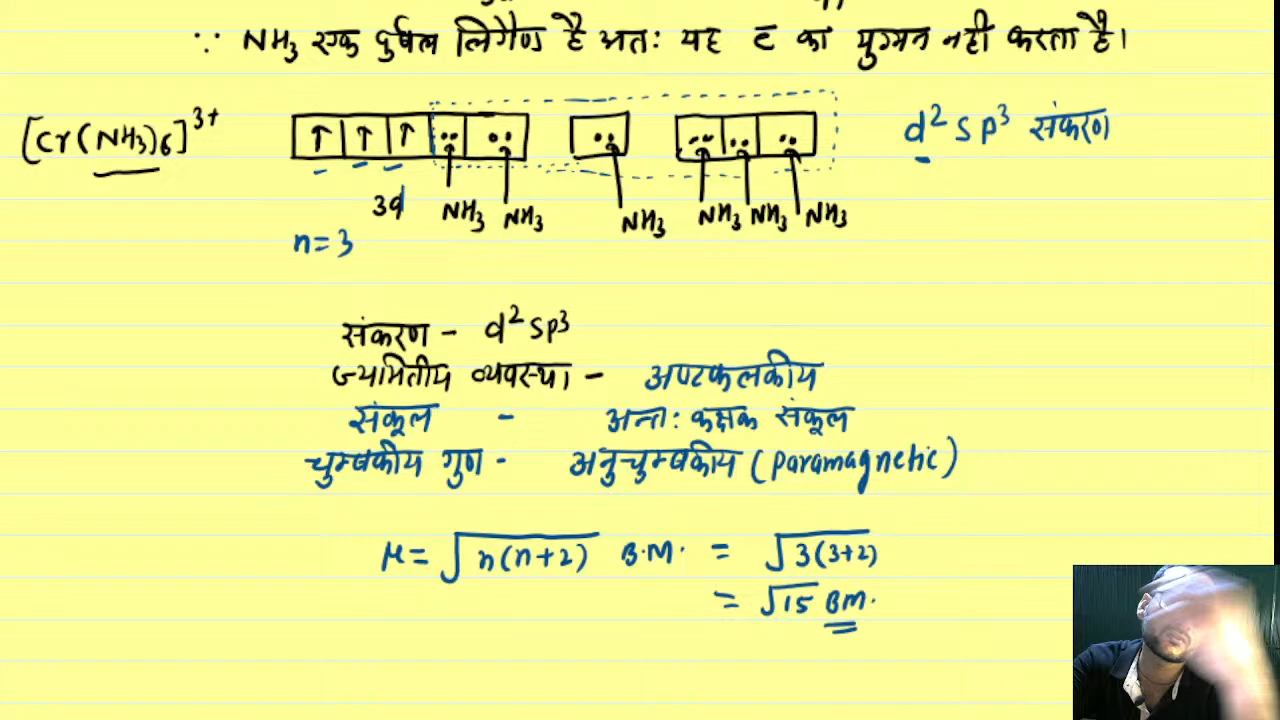 ∵ NH₃ एक दुर्बल लिगैण्ड है अतः यह e का युग्मन नही करता है।
[Cr(NH₃)₆]³⁺ ↑ ↑ ↑ d²sp³ संकरण
3d NH₃ NH₃ NH₃ NH₃ NH₃ NH₃
n=3
संकरण - d²sp³
ज्यामितीय व्यवस्था - अष्टफलकीय
संकूल - अन्तः कक्षक संकूल
चुम्बकीय गुण - अनुचुम्बकीय (Paramagnetic)
μ = √n(n+2) B.M. = √3(3+2)
= √15 BM.